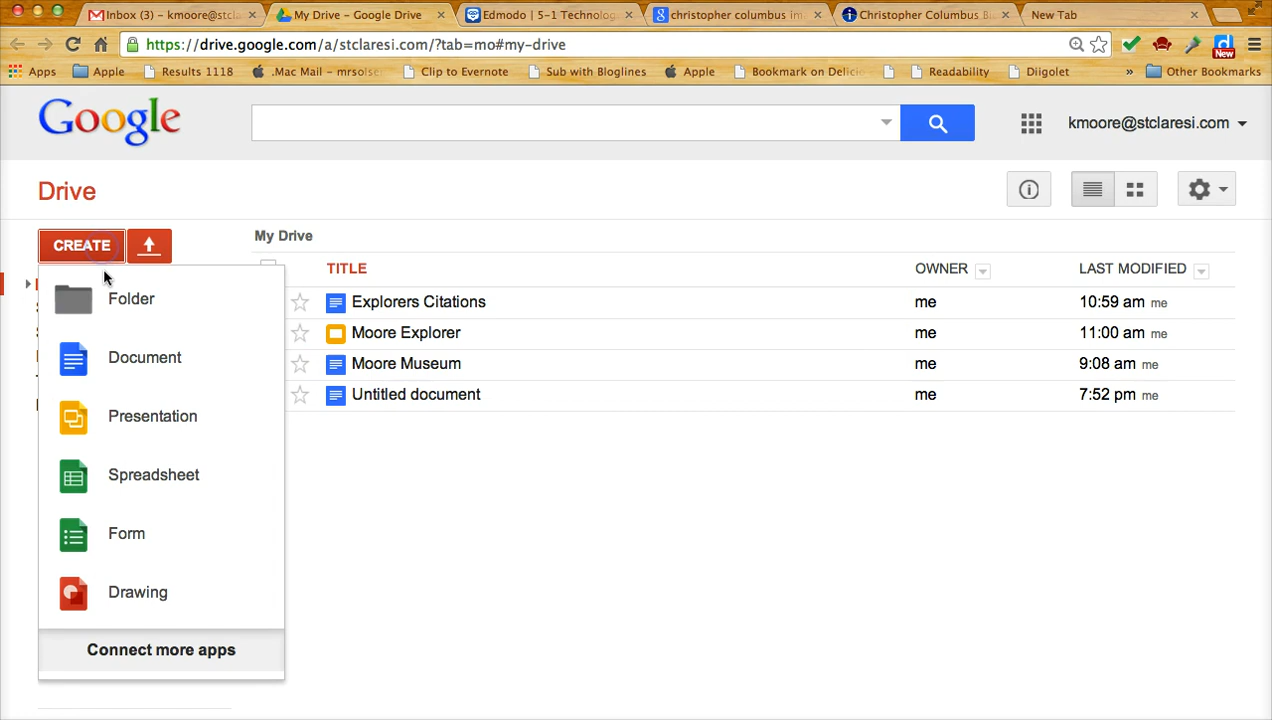 Inbox (3) – kmoore@stcla
My Drive – Google Drive
Edmodo | 5–1 Technolog
christopher columbus im
Christopher Columbus Bi
New Tab
https://drive.google.com/a/stclaresi.com/?tab=mo#my-drive
New
Apps
Apple
Results 1118
.Mac Mail – mrsolse
Clip to Evernote
Sub with Bloglines
Apple
Bookmark on Delici
Readability
Diigolet
»
Other Bookmarks
Google
kmoore@stclaresi.com
Drive
CREATE
My Drive
TITLE
OWNER
LAST MODIFIED
Folder
Explorers Citations
me
10:59 am me
Moore Explorer
me
11:00 am me
Document
Moore Museum
me
9:08 am me
Untitled document
me
7:52 pm me
Presentation
Spreadsheet
Form
Drawing
Connect more apps